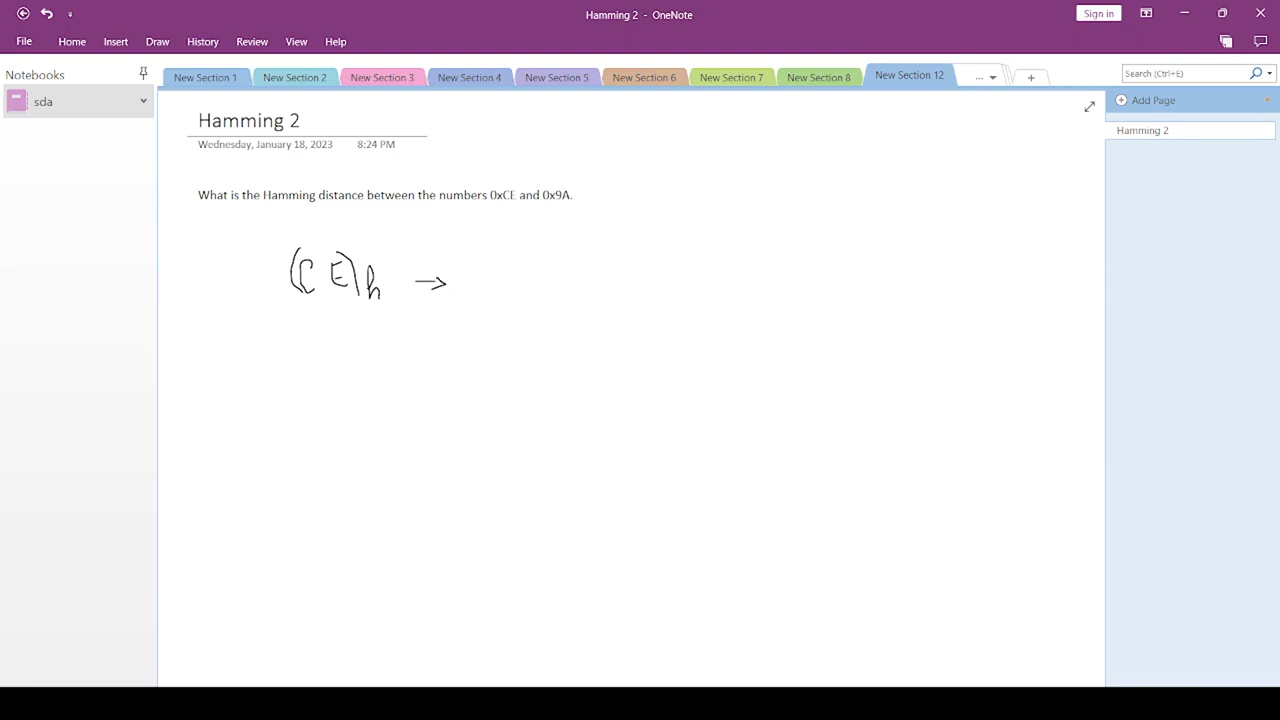 Hamming 2 - OneNote
Sign in
File Home Insert Draw History Review View Help
Notebooks
sda
New Section 1 New Section 2 New Section 3 New Section 4 New Section 5 New Section 6 New Section 7 New Section 8 New Section 12 ... +
Search (Ctrl+E)
Add Page
Hamming 2
Hamming 2
Wednesday, January 18, 2023 8:24 PM
What is the Hamming distance between the numbers 0xCE and 0x9A.
(CE)h →